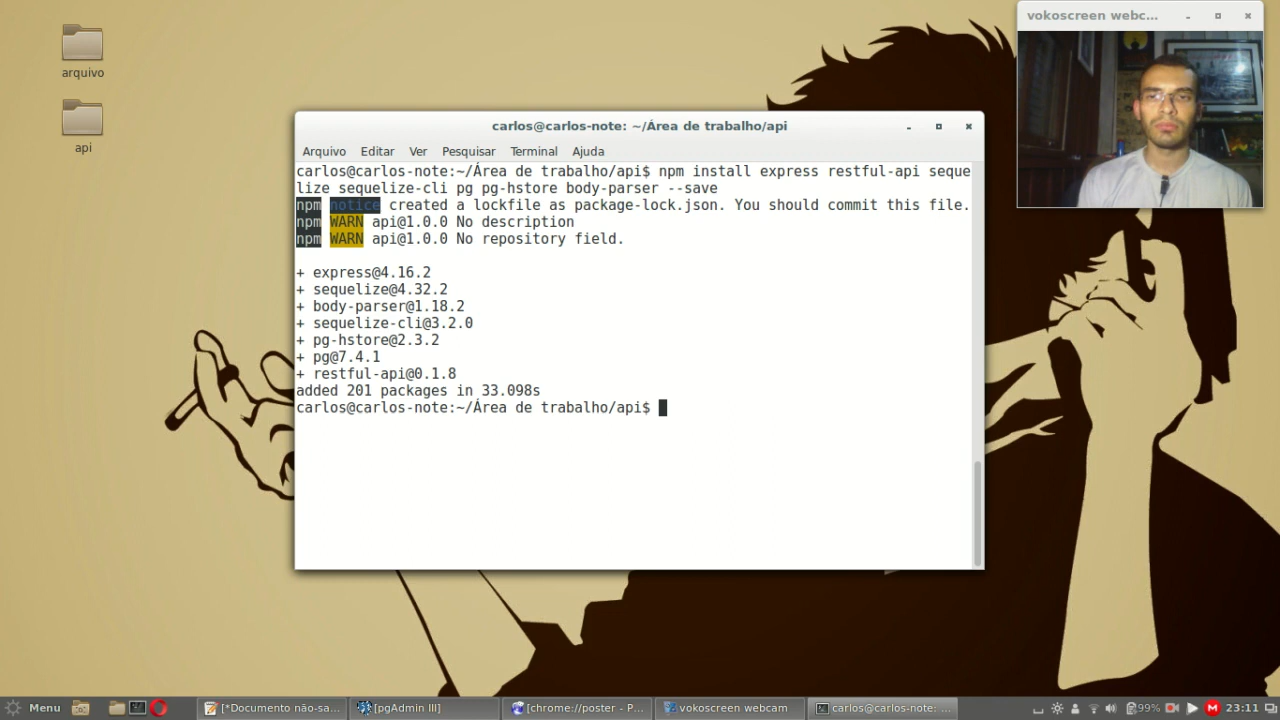 vokoscreen webc...
arquivo
api
carlos@carlos-note: ~/Área de trabalho/api
Arquivo Editar Ver Pesquisar Terminal Ajuda
carlos@carlos-note:~/Área de trabalho/api$ npm install express restful-api seque
lize sequelize-cli pg pg-hstore body-parser --save
npm notice created a lockfile as package-lock.json. You should commit this file.
npm WARN api@1.0.0 No description
npm WARN api@1.0.0 No repository field.
+ express@4.16.2
+ sequelize@4.32.2
+ body-parser@1.18.2
+ sequelize-cli@3.2.0
+ pg-hstore@2.3.2
+ pg@7.4.1
+ restful-api@0.1.8
added 201 packages in 33.098s
carlos@carlos-note:~/Área de trabalho/api$
Menu [*Documento não-sa... [pgAdmin III] [chrome://poster - P... vokoscreen webcam carlos@carlos-note: ... 99% M 23:11